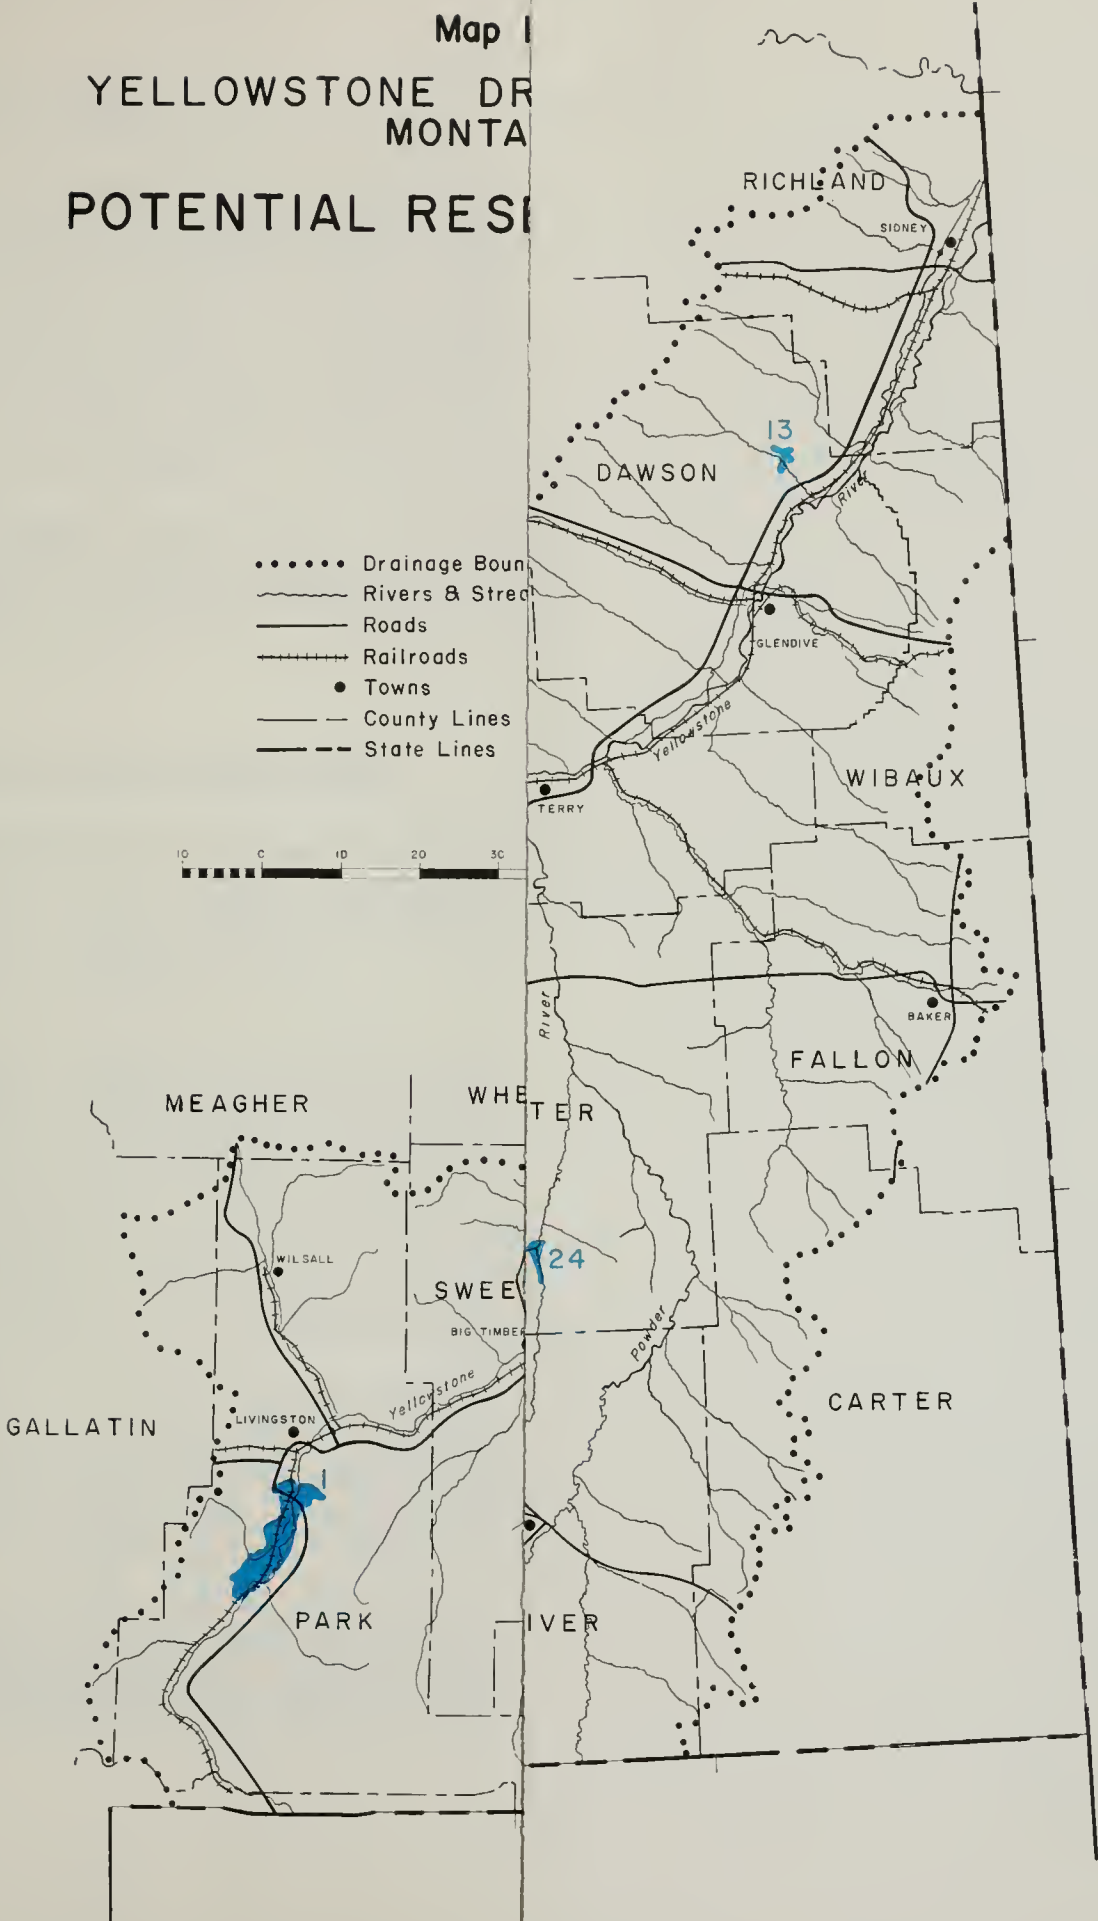 Map I
YELLOWSTONE DR
MONTA
POTENTIAL RESE
Drainage Boun
Rivers & Strea
Roads
Railroads
Towns
County Lines
State Lines
10 0 10 20 30
RICHLAND
SIDNEY
13
DAWSON
River
GLENDIVE
Yellowstone
WIBAUX
TERRY
River
BAKER
FALLON
MEAGHER
WHE
TER
WILSALL
SWEE
24
BIG TIMBER
Powder
Yellowstone
CARTER
GALLATIN
LIVINGSTON
1
PARK
IVER